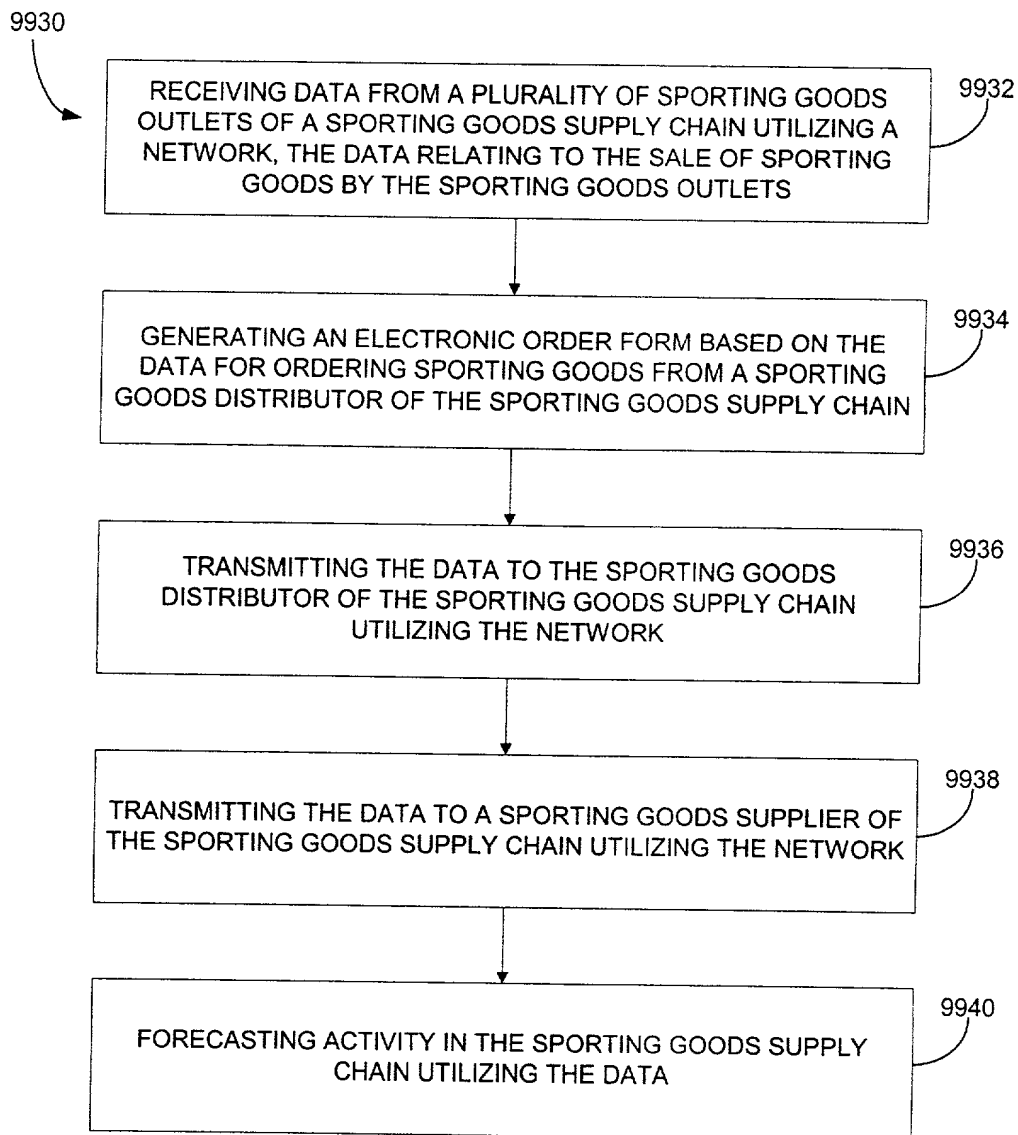 9930
9932
RECEIVING DATA FROM A PLURALITY OF SPORTING GOODS
OUTLETS OF A SPORTING GOODS SUPPLY CHAIN UTILIZING A
NETWORK, THE DATA RELATING TO THE SALE OF SPORTING
GOODS BY THE SPORTING GOODS OUTLETS
9934
GENERATING AN ELECTRONIC ORDER FORM BASED ON THE
DATA FOR ORDERING SPORTING GOODS FROM A SPORTING
GOODS DISTRIBUTOR OF THE SPORTING GOODS SUPPLY CHAIN
9936
TRANSMITTING THE DATA TO THE SPORTING GOODS
DISTRIBUTOR OF THE SPORTING GOODS SUPPLY CHAIN
UTILIZING THE NETWORK
9938
TRANSMITTING THE DATA TO A SPORTING GOODS SUPPLIER OF
THE SPORTING GOODS SUPPLY CHAIN UTILIZING THE NETWORK
9940
FORECASTING ACTIVITY IN THE SPORTING GOODS SUPPLY
CHAIN UTILIZING THE DATA